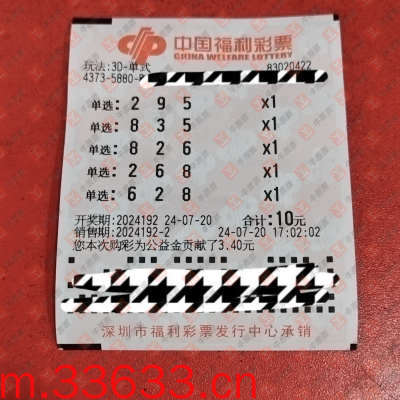 中国福利彩票
CHINA WELFARE LOTTERY
玩法:3D-单式 83020422
4373-5880-
单选: 2 9 5 x1
单选: 8 3 5 x1
单选: 8 2 6 x1
单选: 2 6 8 x1
单选: 6 2 8 x1
开奖期:2024192 24-07-20 合计:10元
销售期:2024192-2 24-07-20 17:02:02
您本次购彩为公益金贡献了3.40元
深圳市福利彩票发行中心承销
m.33633.cn